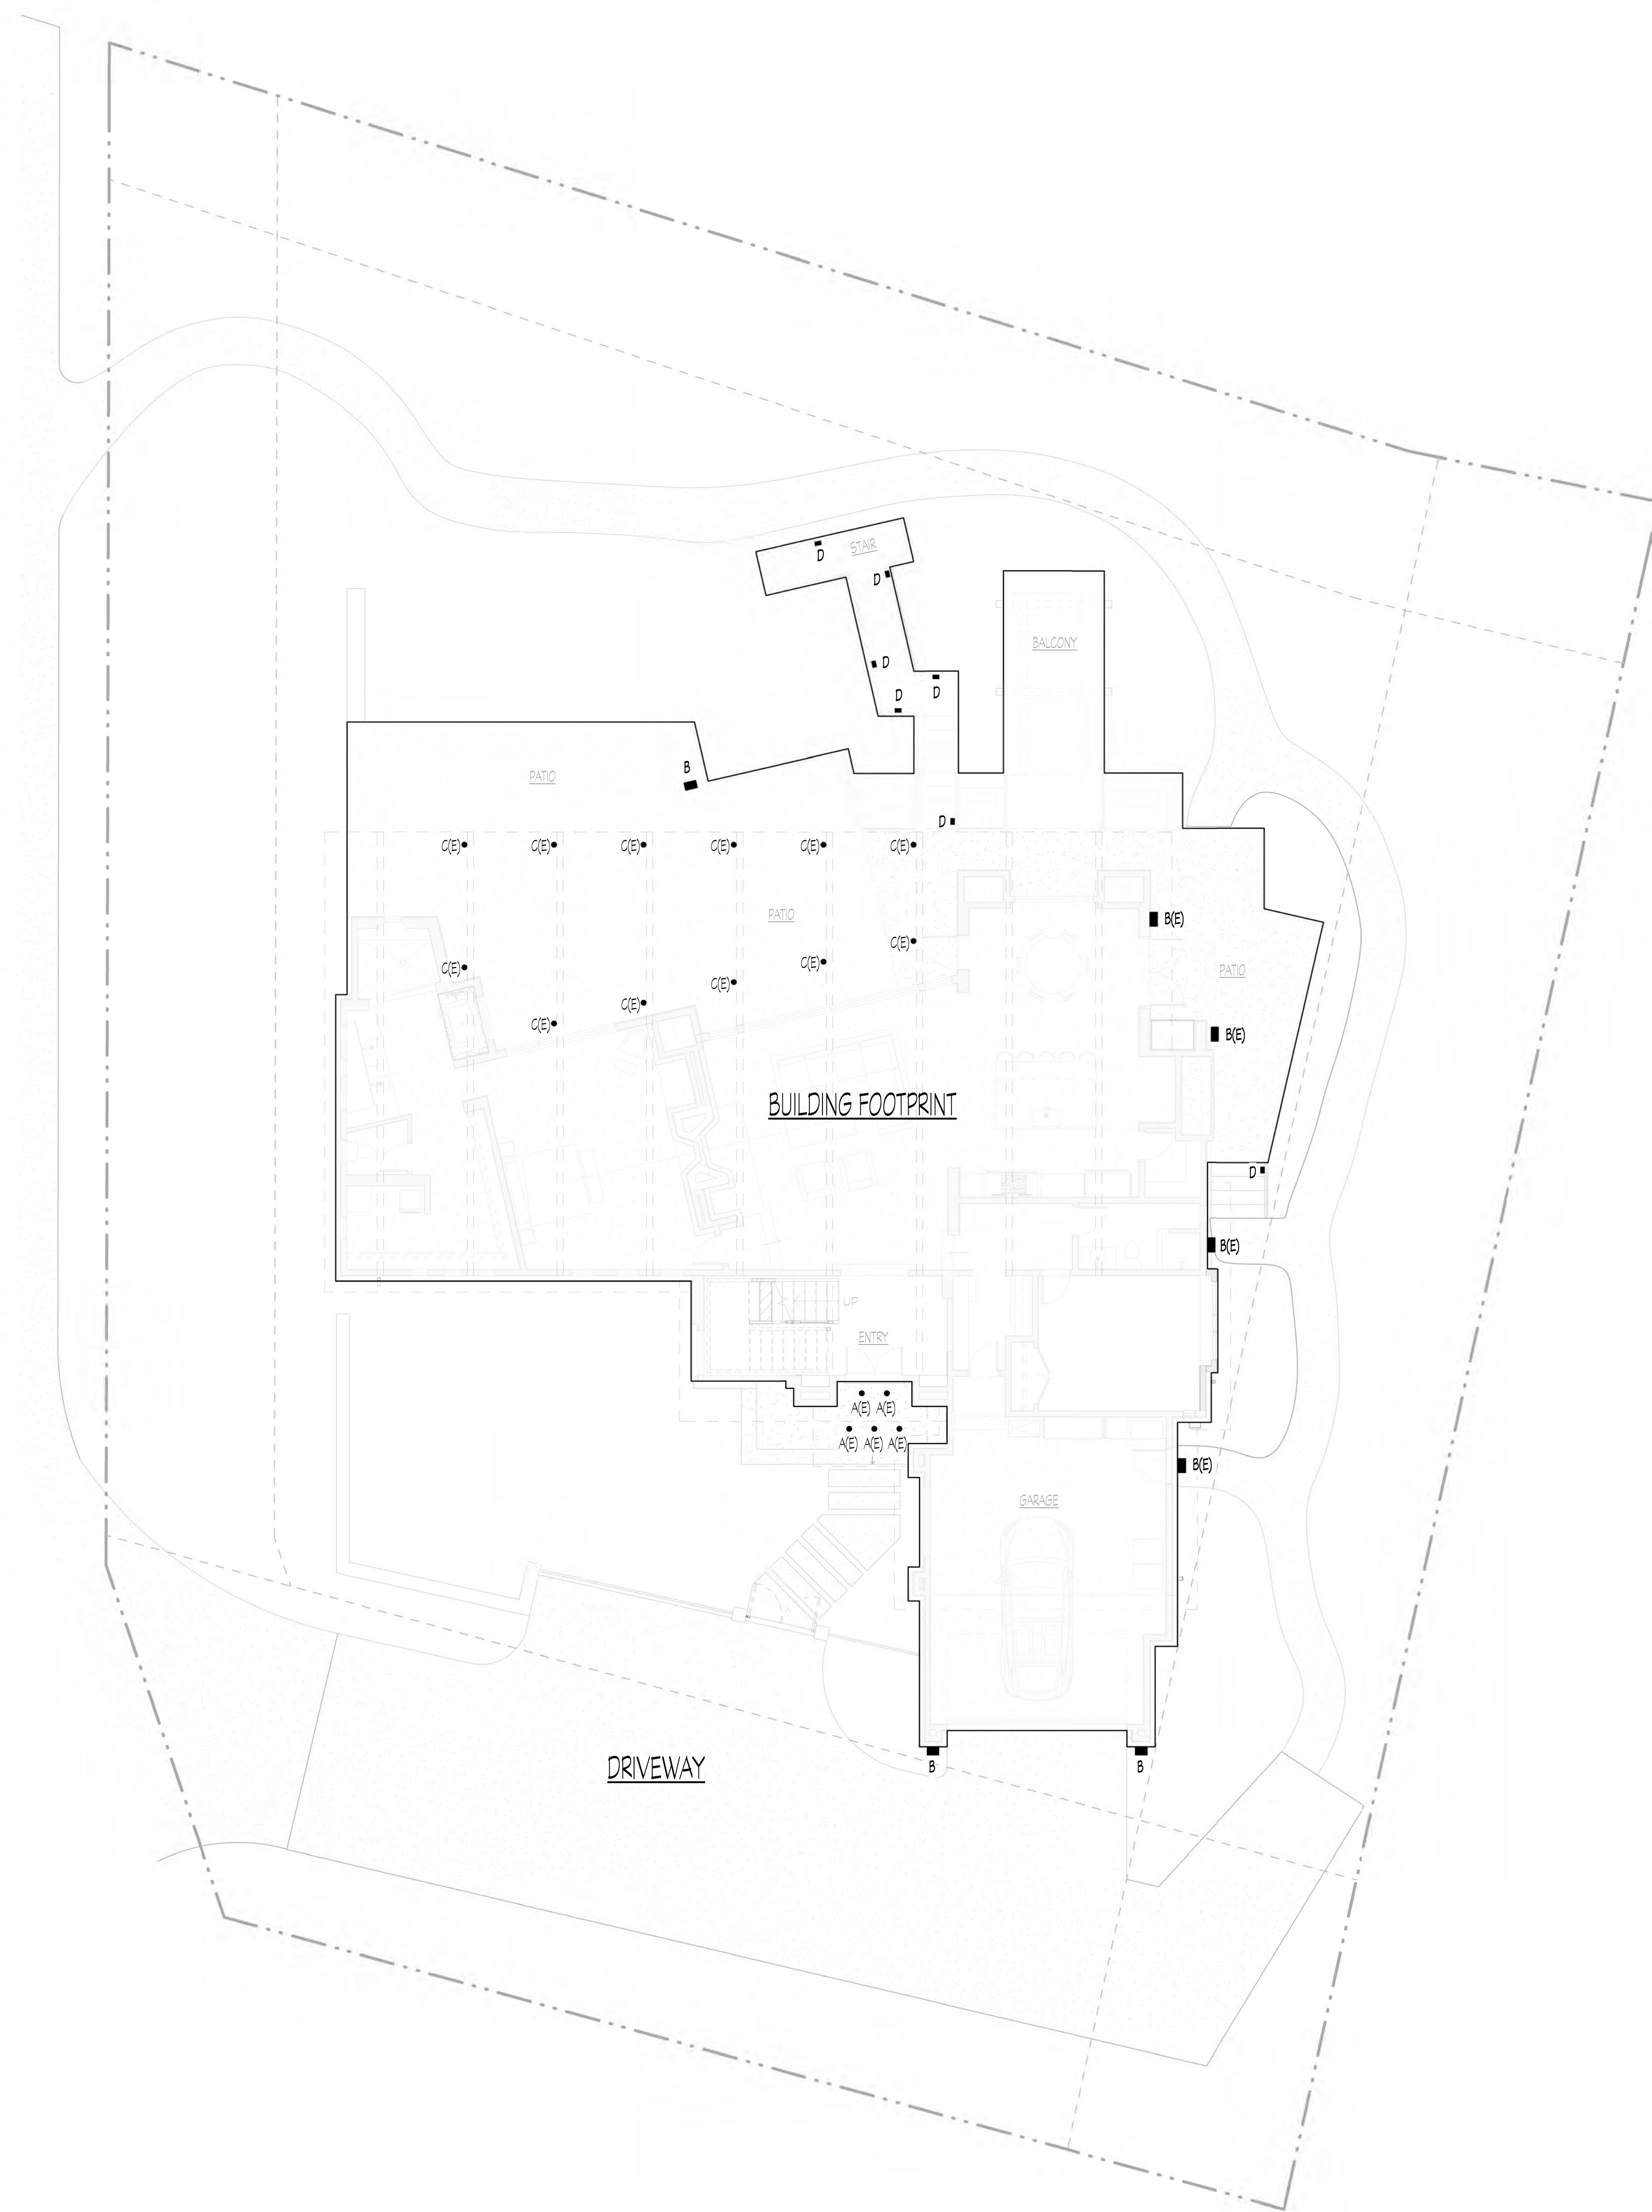 D STAIR
D
BALCONY
D
D D
B
PATIO
D
C(E) C(E) C(E) C(E) C(E) C(E)
PATIO B(E)
C(E)
C(E) C(E) PATIO
C(E)
C(E)
C(E) B(E)
BUILDING FOOTPRINT
D
B(E)
UP
ENTRY
A(E) A(E)
A(E) A(E) A(E)
B(E)
GARAGE
B B
DRIVEWAY